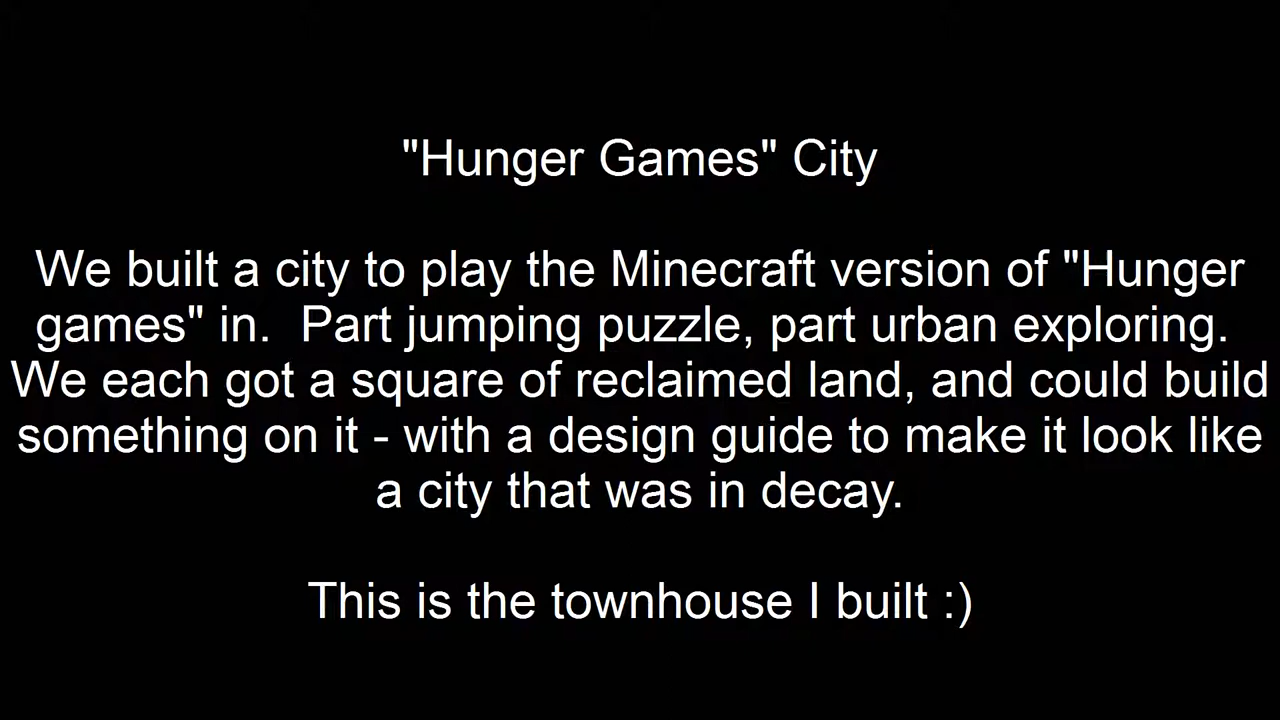 "Hunger Games" City
We built a city to play the Minecraft version of "Hunger
games" in.  Part jumping puzzle, part urban exploring.
We each got a square of reclaimed land, and could build
something on it - with a design guide to make it look like
a city that was in decay.
This is the townhouse I built :)